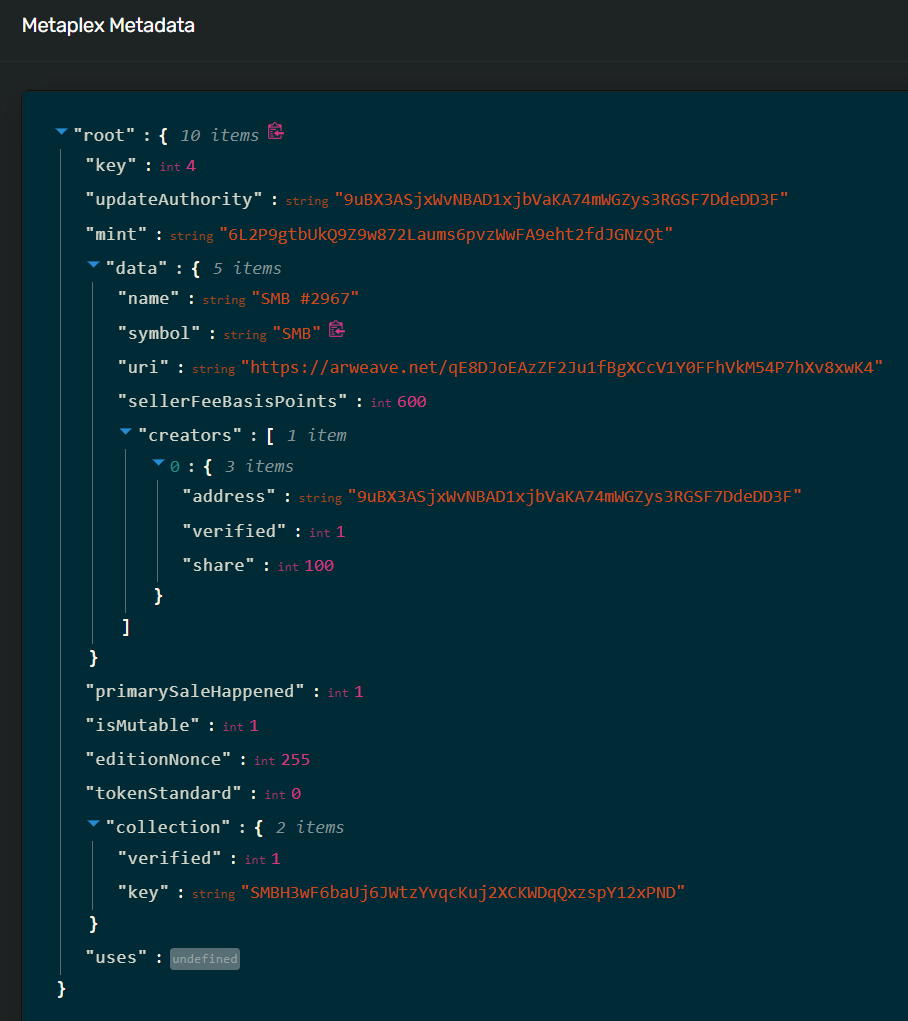 Metaplex Metadata
"root" : { 10 items
"key" : int 4
"updateAuthority" : string "9uBX3ASjxWvNBAD1xjbVaKA74mWGZys3RGSF7DdeDD3F"
"mint" : string "6L2P9gtbUkQ9Z9w872Laums6pvzWwFA9eht2fdJGNzQt"
"data" : { 5 items
"name" : string "SMB #2967"
"symbol" : string "SMB"
"uri" : string "https://arweave.net/qE8DJoEAzZF2Ju1fBgXCcV1Y0FFhVkM54P7hXv8xwK4"
"sellerFeeBasisPoints" : int 600
"creators" : [ 1 item
0 : { 3 items
"address" : string "9uBX3ASjxWvNBAD1xjbVaKA74mWGZys3RGSF7DdeDD3F"
"verified" : int 1
"share" : int 100
}
]
}
"primarySaleHappened" : int 1
"isMutable" : int 1
"editionNonce" : int 255
"tokenStandard" : int 0
"collection" : { 2 items
"verified" : int 1
"key" : string "SMBH3wF6baUj6JWtzYvqcKuj2XCKWDqQxzspY12xPND"
}
"uses" : undefined
}